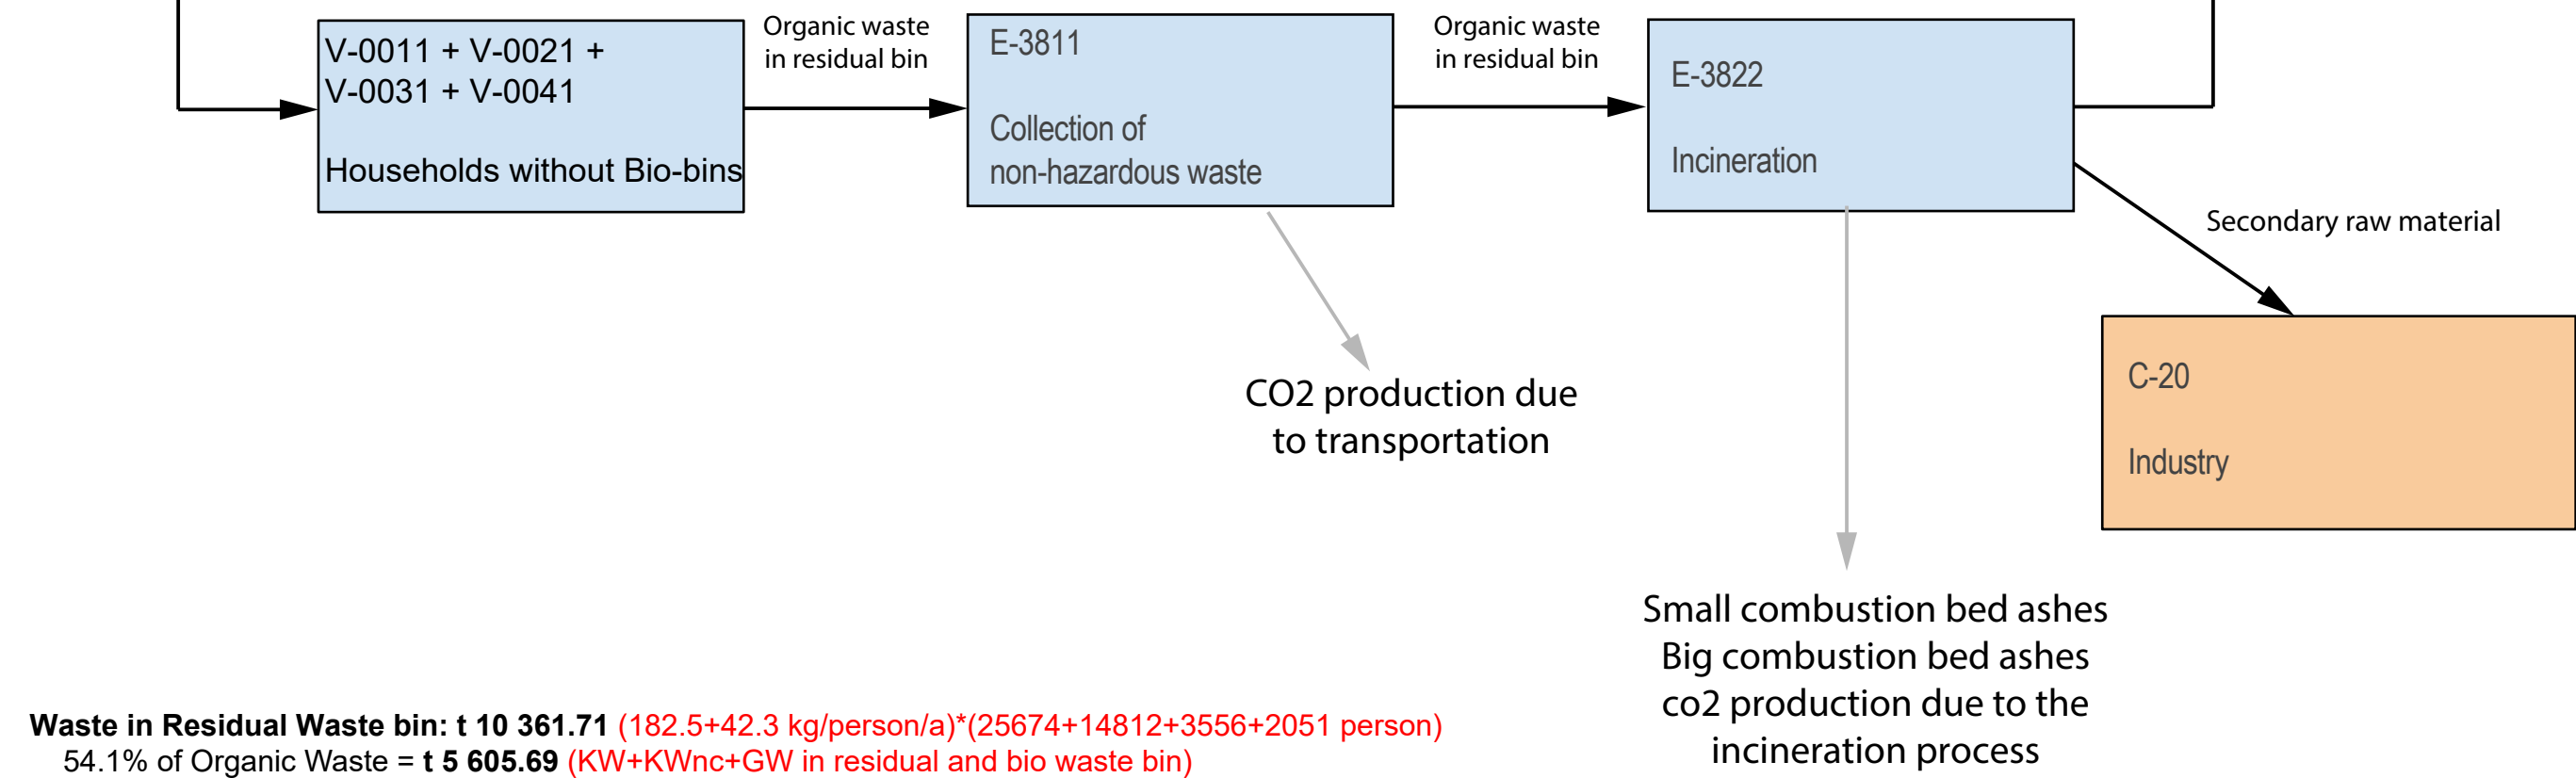 V-0011 + V-0021 +
V-0031 + V-0041
Households without Bio-bins
Organic waste
in residual bin
E-3811
Collection of
non-hazardous waste
Organic waste
in residual bin
E-3822
Incineration
Secondary raw material
C-20
Industry
CO2 production due
to transportation
Small combustion bed ashes
Big combustion bed ashes
co2 production due to the
incineration process
Waste in Residual Waste bin: t 10 361.71 (182.5+42.3 kg/person/a)*(25674+14812+3556+2051 person)
54.1% of Organic Waste = t 5 605.69 (KW+KWnc+GW in residual and bio waste bin)